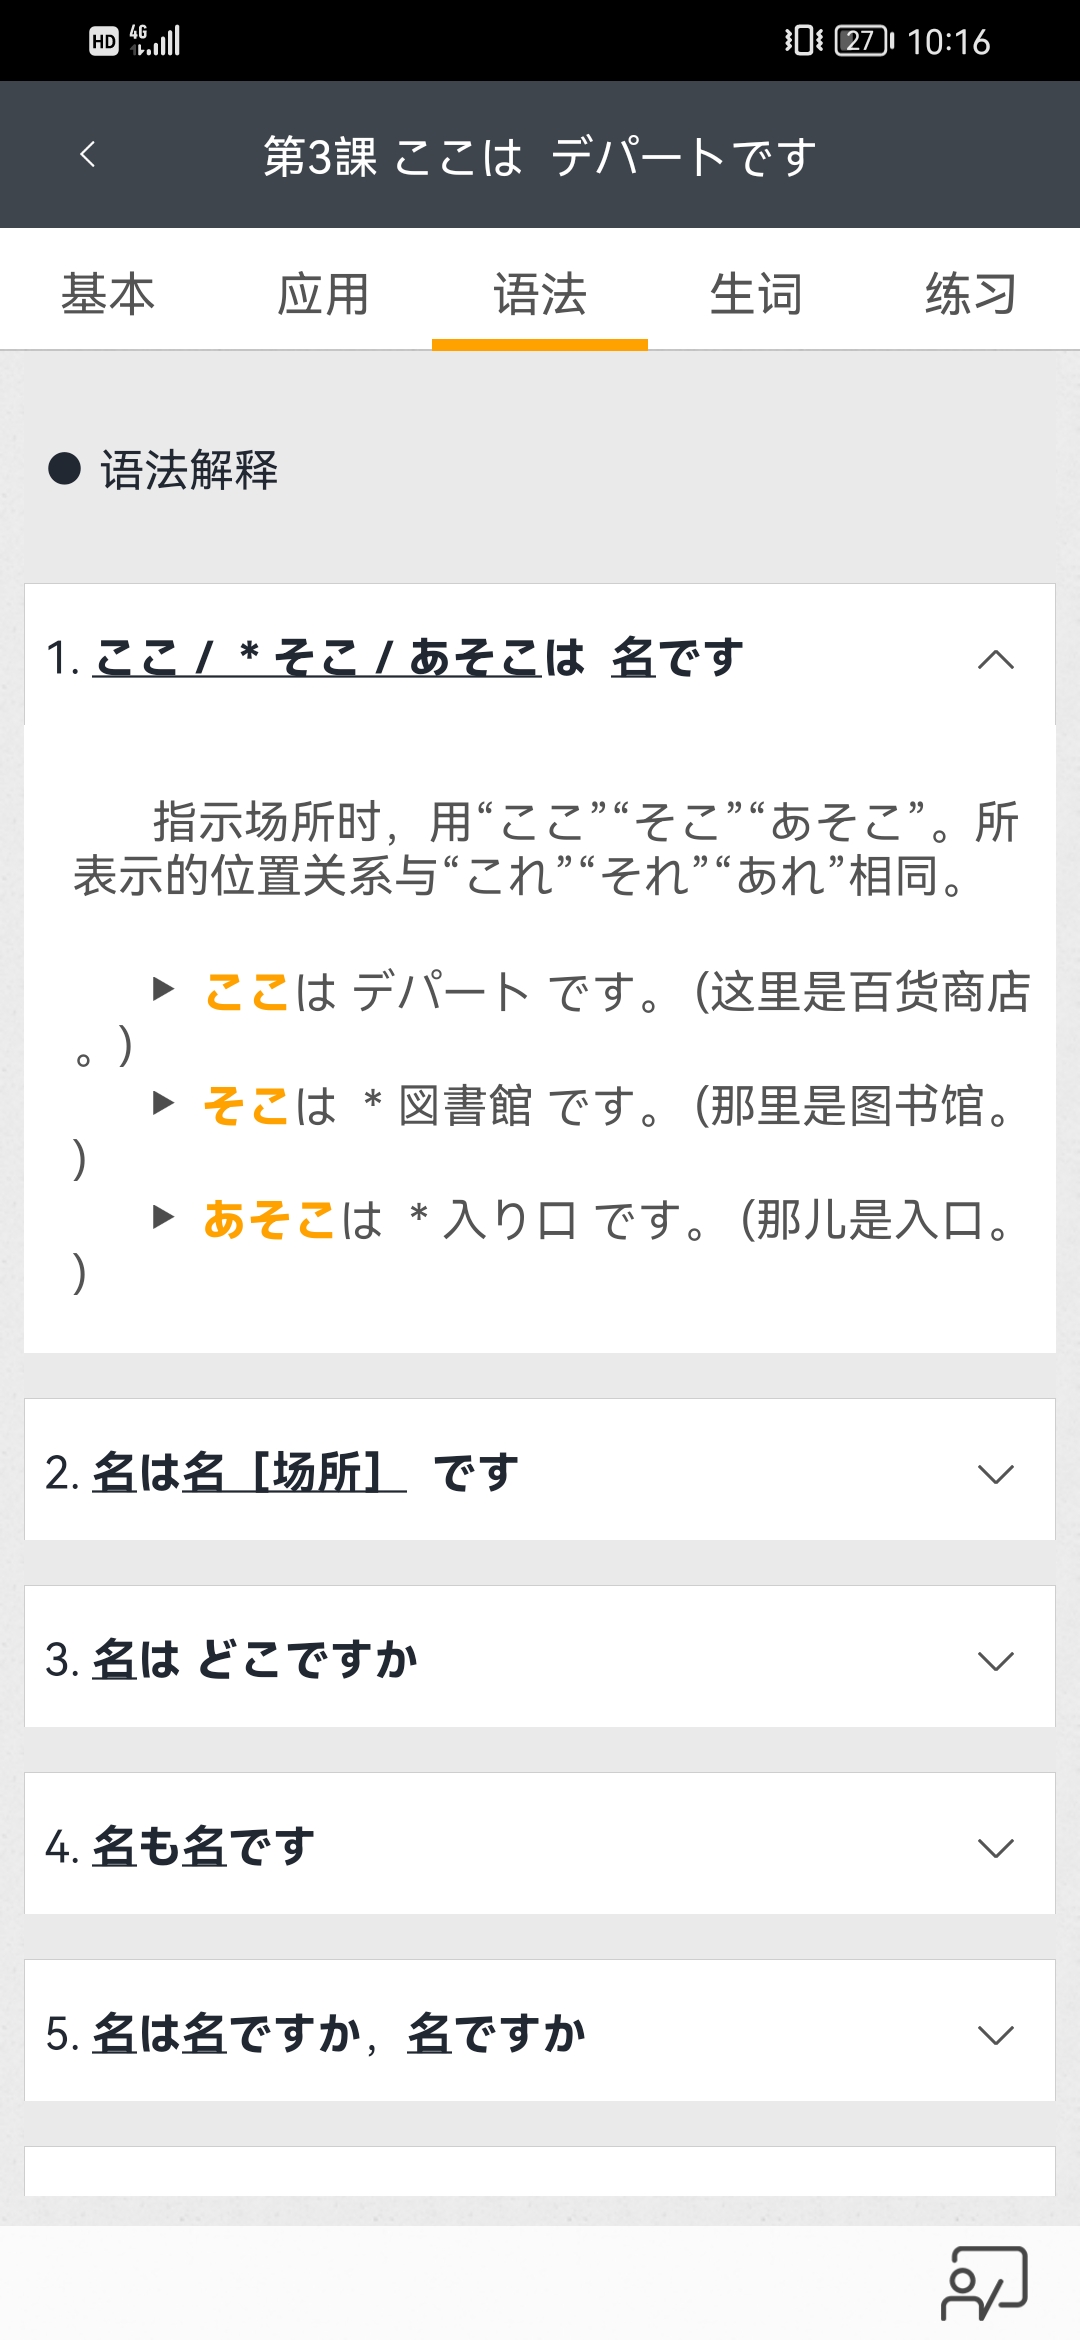 HD 4G 27 10:16
第3課 ここは デパートです
基本 应用 语法 生词 练习
● 语法解释
1. ここ / * そこ / あそこは 名です
指示场所时，用“ここ”“そこ”“あそこ”。所
表示的位置关系与“これ”“それ”“あれ”相同。
▶ ここは デパート です。 (这里是百货商店
。)
▶ そこは * 図書館 です。 (那里是图书馆。
)
▶ あそこは * 入り口 です。 (那儿是入口。
)
2. 名は名［场所］ です
3. 名は どこですか
4. 名も名です
5. 名は名ですか，名ですか